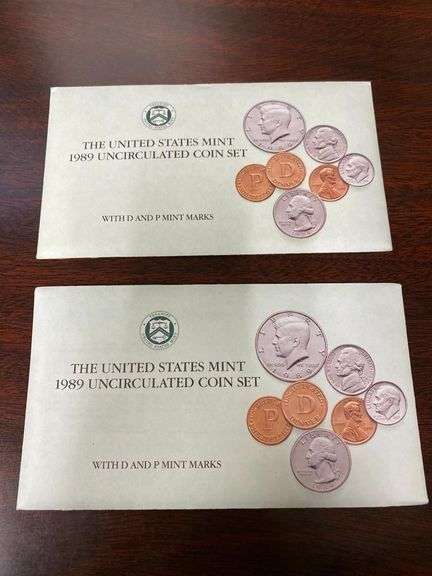 THE UNITED STATES MINT
1989 UNCIRCULATED COIN SET
P
D
WITH D AND P MINT MARKS
THE UNITED STATES MINT
1989 UNCIRCULATED COIN SET
P
D
WITH D AND P MINT MARKS